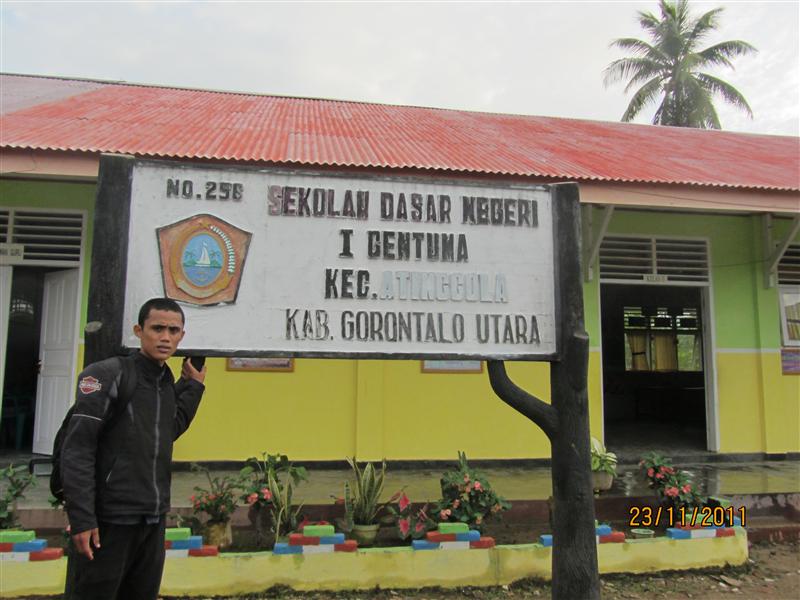 NO.256
SEKOLAH DASAR NEGERI
I GENTUMA
KEC.ATINGGOLA
KAB. GORONTALO UTARA
23/11/2011